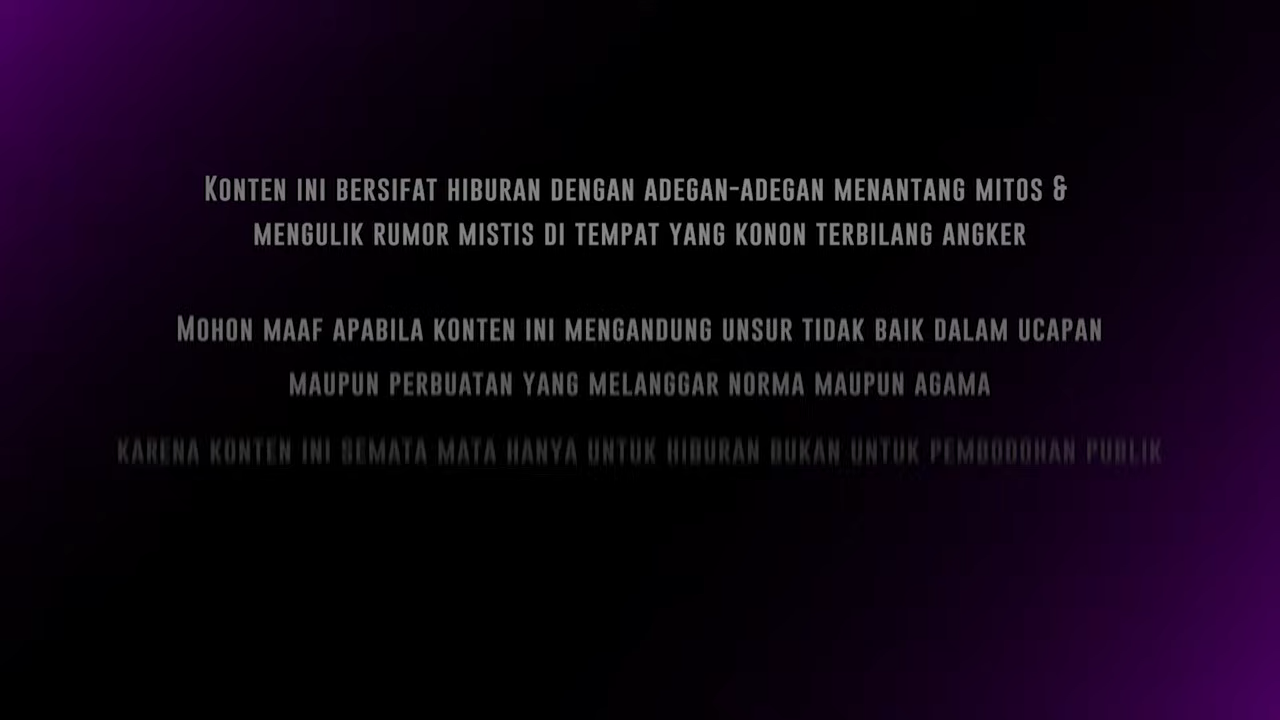 Konten ini bersifat hiburan dengan adegan-adegan menantang mitos &
mengulik rumor mistis di tempat yang konon terbilang angker
Mohon maaf apabila konten ini mengandung unsur tidak baik dalam ucapan
maupun perbuatan yang melanggar norma maupun agama
karena konten ini semata mata hanya untuk hiburan bukan untuk pembodohan publik